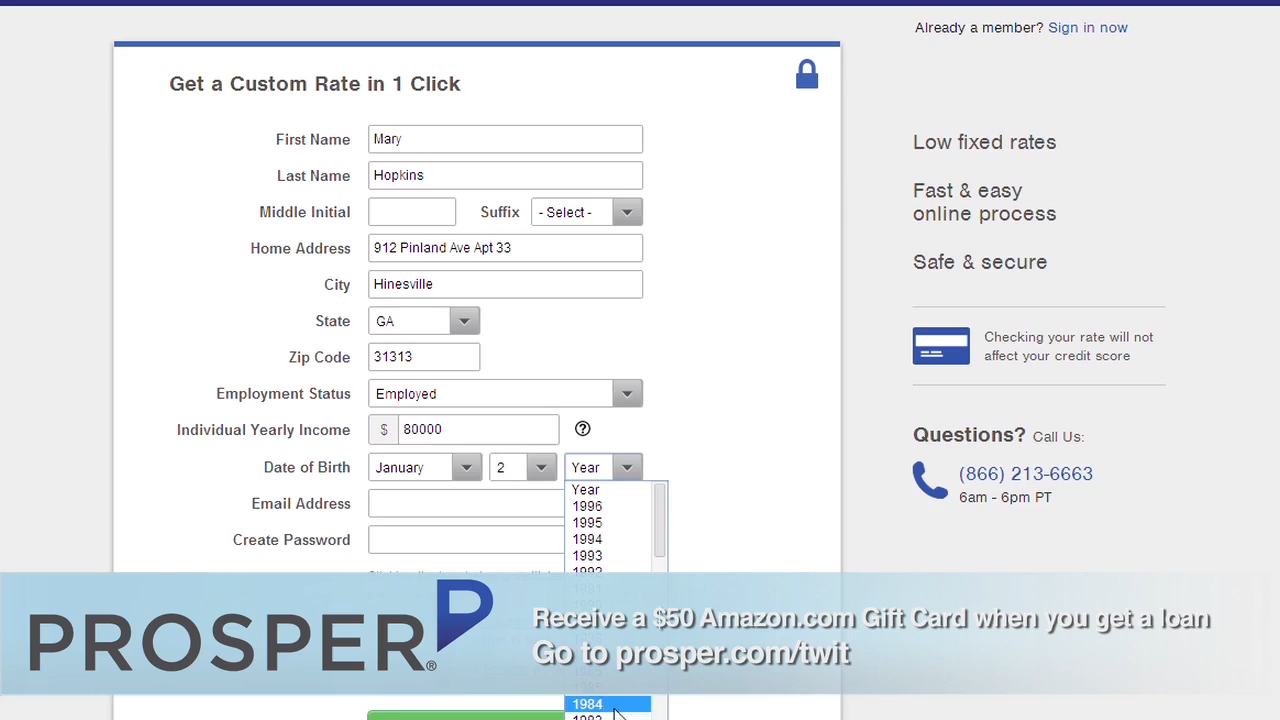 Already a member? Sign in now
Get a Custom Rate in 1 Click
First Name Mary
Last Name Hopkins
Middle Initial Suffix - Select -
Home Address 912 Pinland Ave Apt 33
City Hinesville
State GA
Zip Code 31313
Employment Status Employed
Individual Yearly Income $ 80000 ?
Date of Birth January 2 Year
Email Address
Create Password
Year
1996
1995
1994
1993
1992
1984
Low fixed rates
Fast & easy
online process
Safe & secure
Checking your rate will not
affect your credit score
Questions? Call Us:
(866) 213-6663
6am - 6pm PT
PROSPER®
Receive a $50 Amazon.com Gift Card when you get a loan
Go to prosper.com/twit